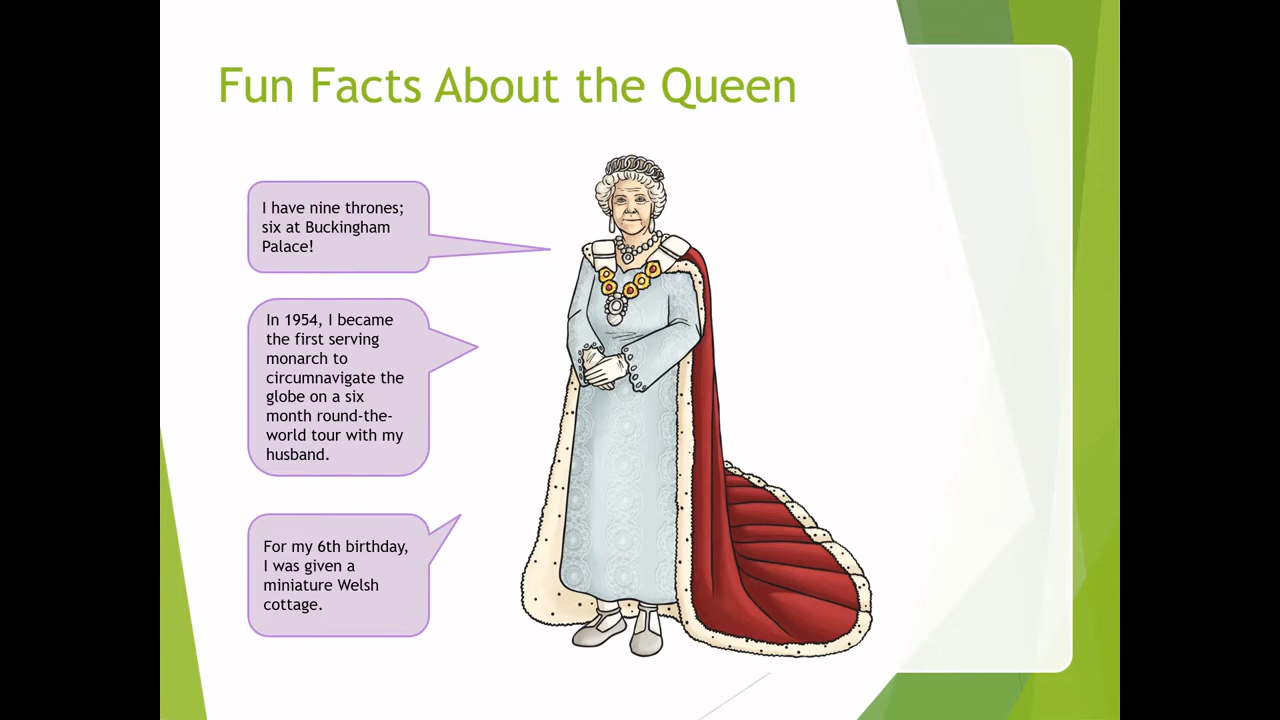 Fun Facts About the Queen
I have nine thrones;
six at Buckingham
Palace!
In 1954, I became
the first serving
monarch to
circumnavigate the
globe on a six
month round-the-
world tour with my
husband.
For my 6th birthday,
I was given a
miniature Welsh
cottage.